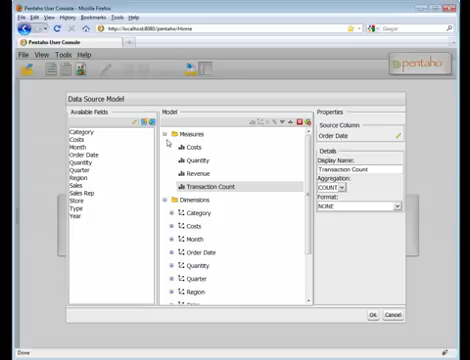 Pentaho User Console - Mozilla Firefox
File Edit View History Bookmarks Tools Help
http://localhost:8080/pentaho/Home
Google
Pentaho User Console
File View Tools Help
pentaho
Data Source Model
Available Fields
Category
Costs
Month
Order Date
Quantity
Quarter
Region
Sales
Sales Rep
Store
Type
Year
Model
Measures
Costs
Quantity
Revenue
Transaction Count
Dimensions
Category
Costs
Month
Order Date
Quantity
Quarter
Region
Properties
Source Column
Order Date
Details
Display Name:
Transaction Count
Aggregation:
COUNT
Format:
NONE
OK Cancel
Done